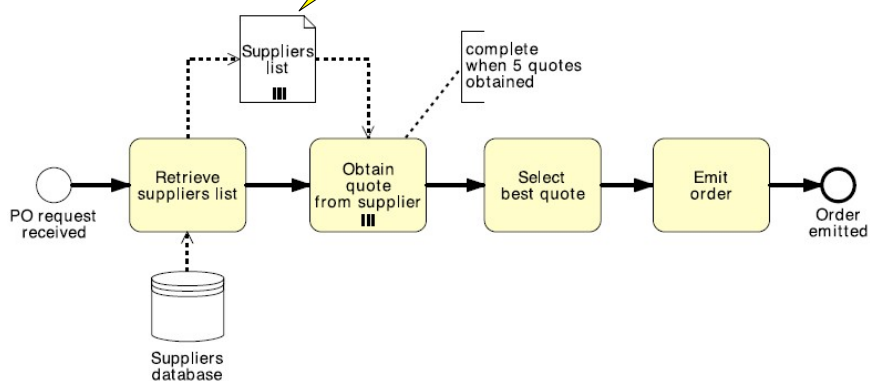 Suppliers
list
complete
when 5 quotes
obtained
PO request
received
Retrieve
suppliers list
Obtain
quote
from supplier
Select
best quote
Emit
order
Order
emitted
Suppliers
database